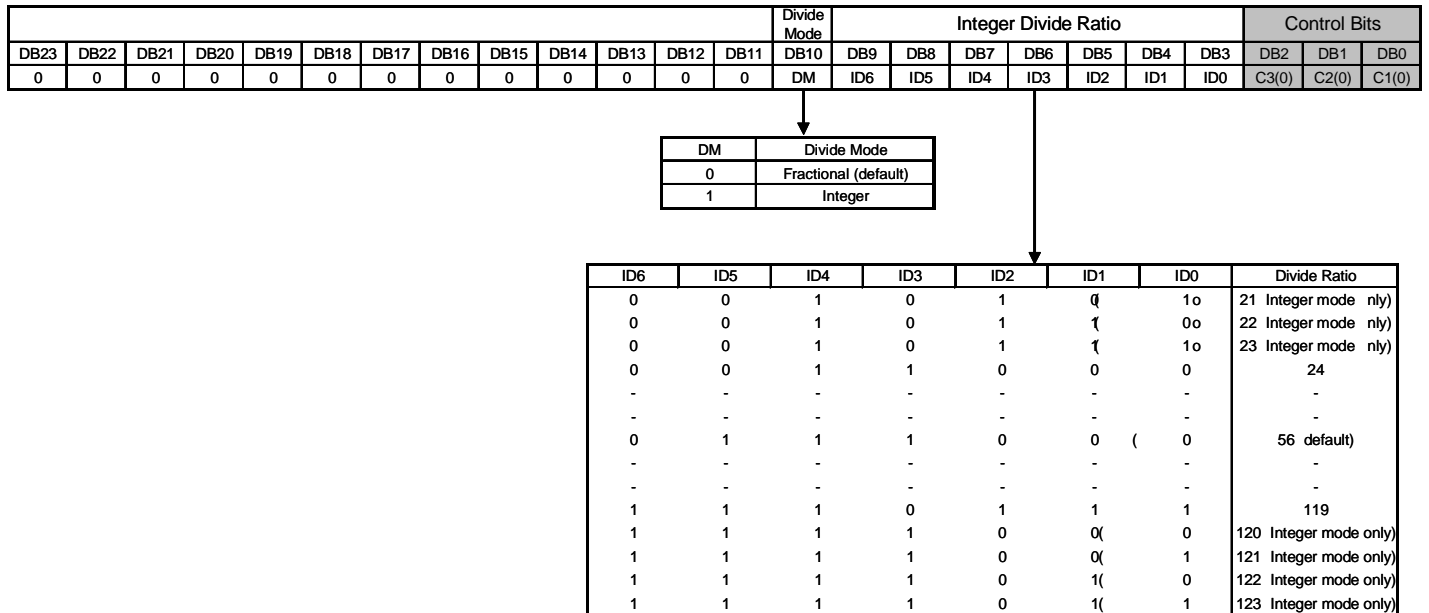 Divide Mode Integer Divide Ratio Control Bits
DB23 DB22 DB21 DB20 DB19 DB18 DB17 DB16 DB15 DB14 DB13 DB12 DB11 DB10 DB9 DB8 DB7 DB6 DB5 DB4 DB3 DB2 DB1 DB0
0 0 0 0 0 0 0 0 0 0 0 0 0 DM ID6 ID5 ID4 ID3 ID2 ID1 ID0 C3(0) C2(0) C1(0)
DM Divide Mode
0 Fractional (default)
1 Integer
ID6 ID5 ID4 ID3 ID2 ID1 ID0 Divide Ratio
0 0 1 0 1 0( 1 o 21 Integer mode nly)
0 0 1 0 1 1( 0 o 22 Integer mode nly)
0 0 1 0 1 1( 1 o 23 Integer mode nly)
0 0 1 1 0 0 0 24
- - - - - - - -
- - - - - - - -
0 1 1 1 0 0 ( 0 56 default)
- - - - - - - -
- - - - - - - -
1 1 1 0 1 1 1 119
1 1 1 1 0 0( 0 120 Integer mode only)
1 1 1 1 0 0( 1 121 Integer mode only)
1 1 1 1 0 1( 0 122 Integer mode only)
1 1 1 1 0 1( 1 123 Integer mode only)